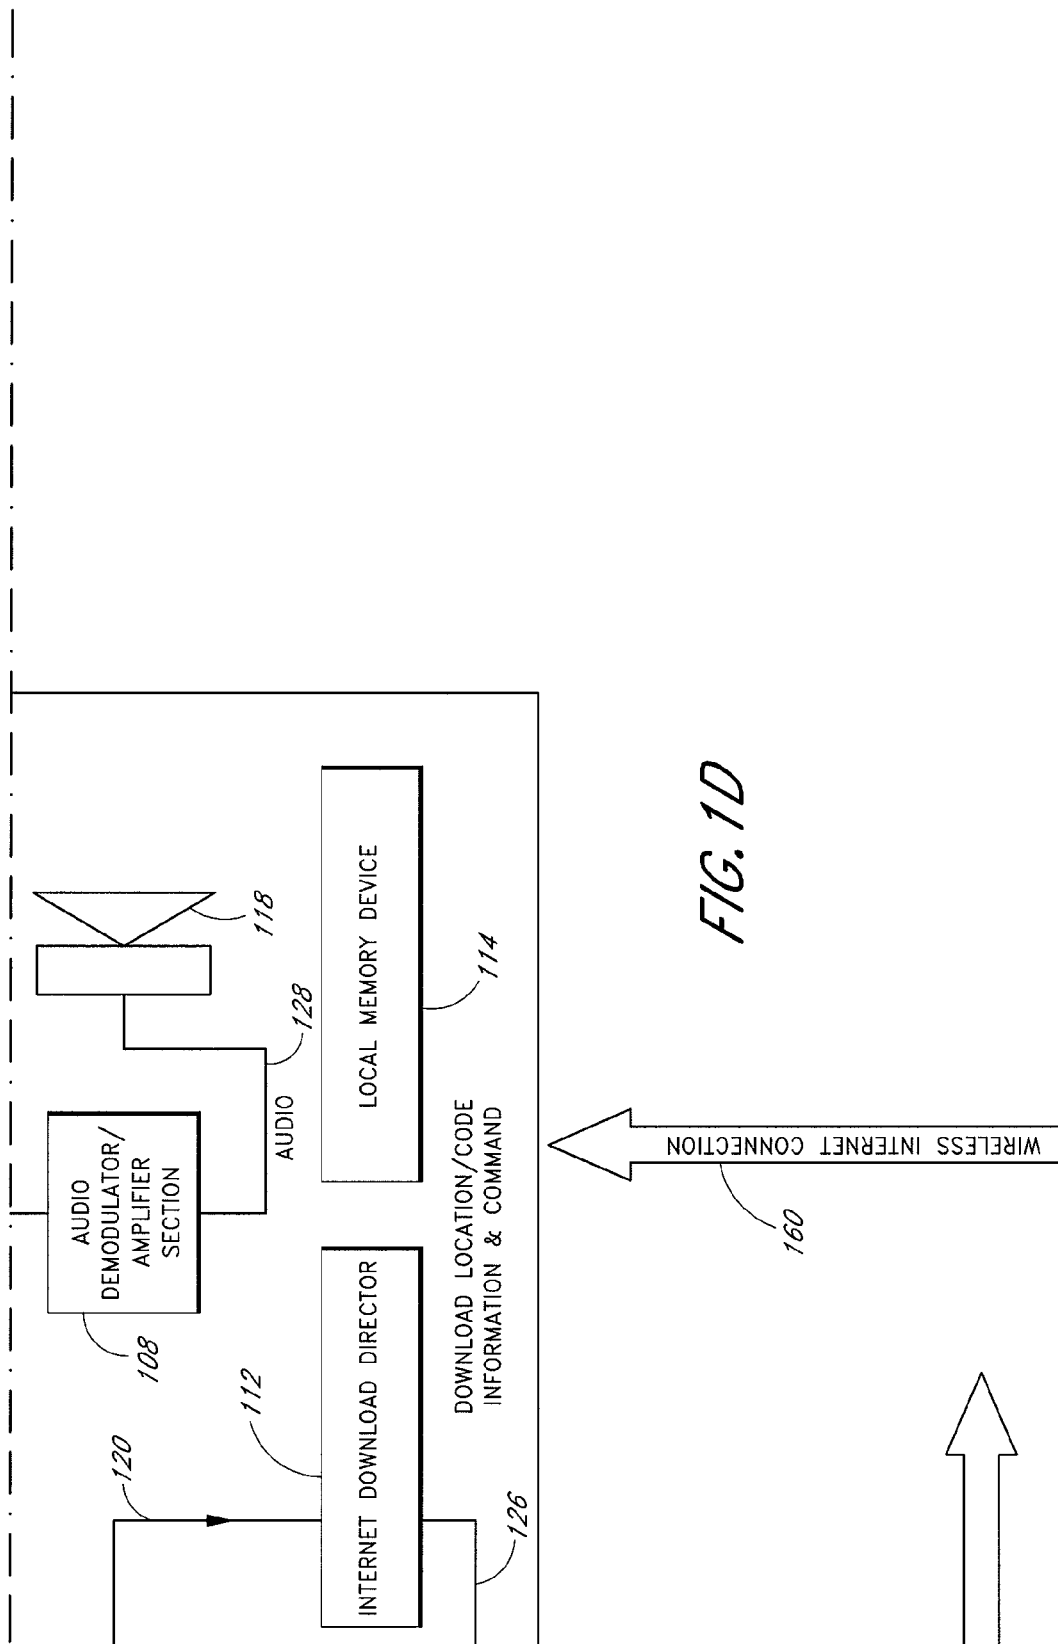 108
AUDIO
DEMODULATOR/
AMPLIFIER
SECTION
118
128
AUDIO
120
112
INTERNET DOWNLOAD DIRECTOR
LOCAL MEMORY DEVICE
114
126
DOWNLOAD LOCATION/CODE
INFORMATION & COMMAND
160
WIRELESS INTERNET CONNECTION
FIG. 1D